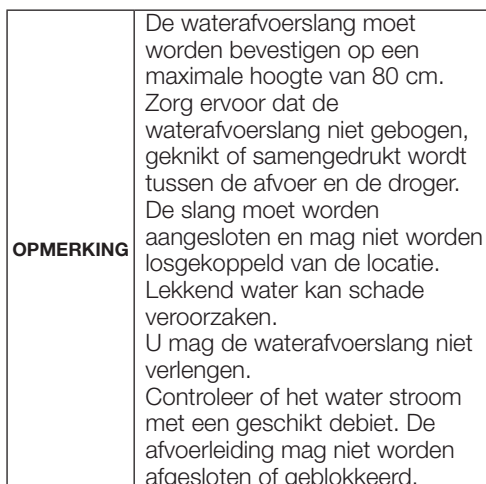 OPMERKING
De waterafvoerslang moet
worden bevestigen op een
maximale hoogte van 80 cm.
Zorg ervoor dat de
waterafvoerslang niet gebogen,
geknikt of samengedrukt wordt
tussen de afvoer en de droger.
De slang moet worden
aangesloten en mag niet worden
losgekoppeld van de locatie.
Lekkend water kan schade
veroorzaken.
U mag de waterafvoerslang niet
verlengen.
Controleer of het water stroom
met een geschikt debiet. De
afvoerleiding mag niet worden
afgesloten of geblokkeerd.